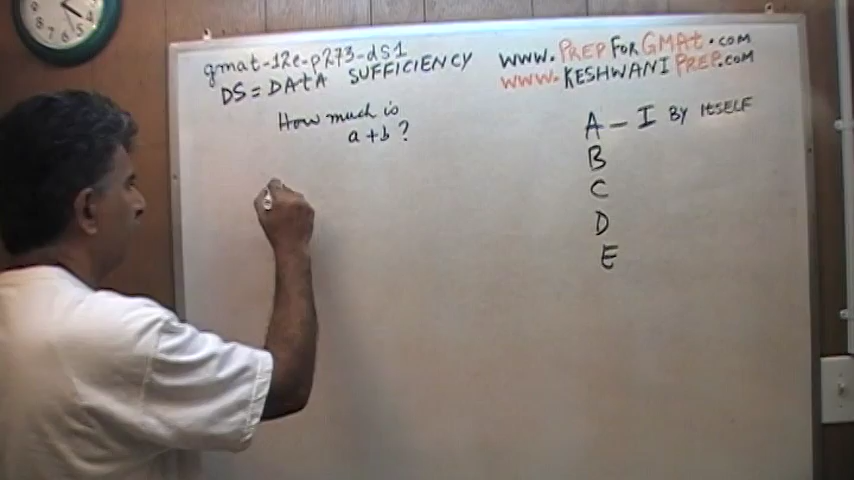 gmat-12e-p273-ds1
DS = DATA SUFFICIENCY
How much is
a + b ?
www.PREPFORGMAt.com
www.KESHWANIPREP.com
A - I BY ITSELF
B
C
D
E